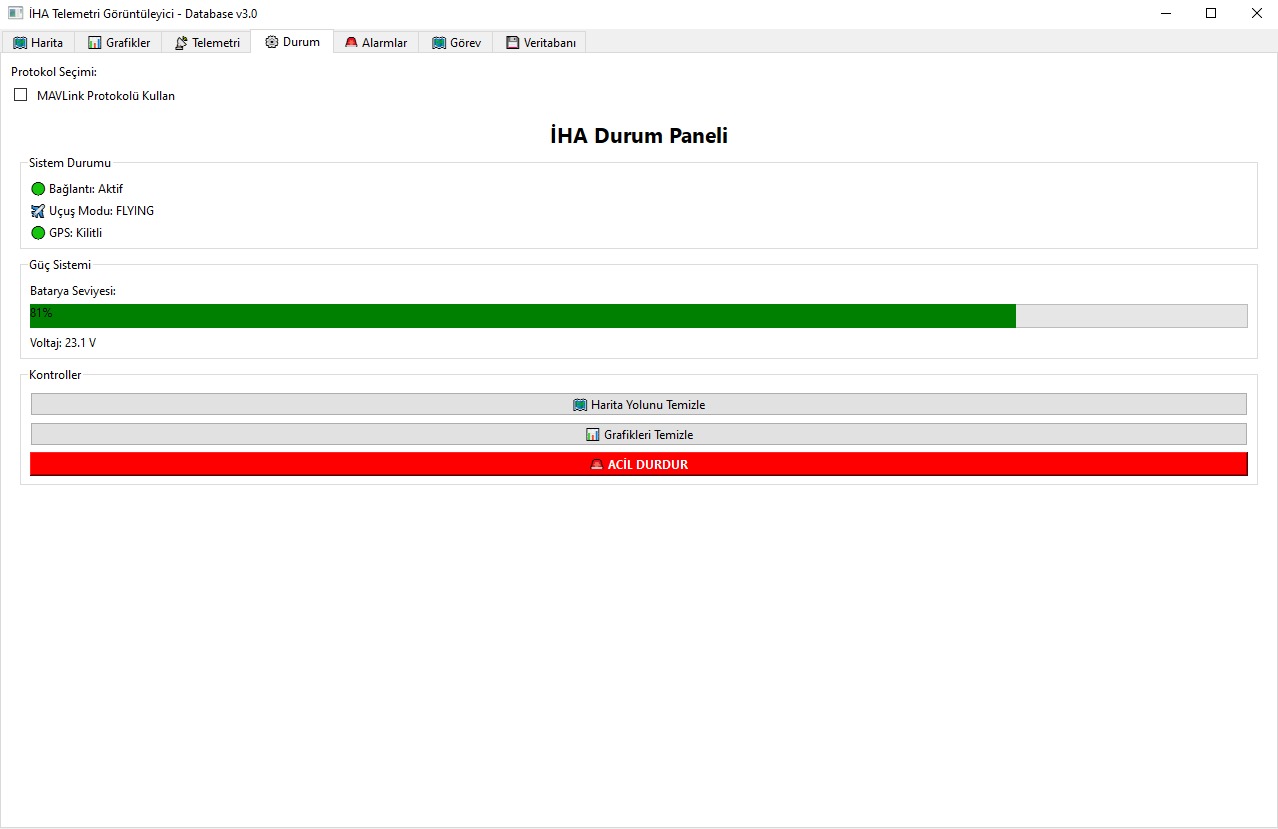 İHA Telemetri Görüntüleyici - Database v3.0
Harita Grafikler Telemetri Durum Alarmlar Görev Veritabanı
Protokol Seçimi:
MAVLink Protokolü Kullan
İHA Durum Paneli
Sistem Durumu
Bağlantı: Aktif
Uçuş Modu: FLYING
GPS: Kilitli
Güç Sistemi
Batarya Seviyesi:
81%
Voltaj: 23.1 V
Kontroller
Harita Yolunu Temizle
Grafikleri Temizle
ACİL DURDUR